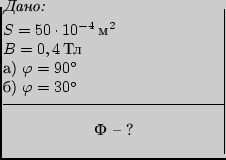 Дано:
S = 50 · 10⁻⁴ м²
B = 0,4 Тл
а) φ = 90°
б) φ = 30°
Φ – ?